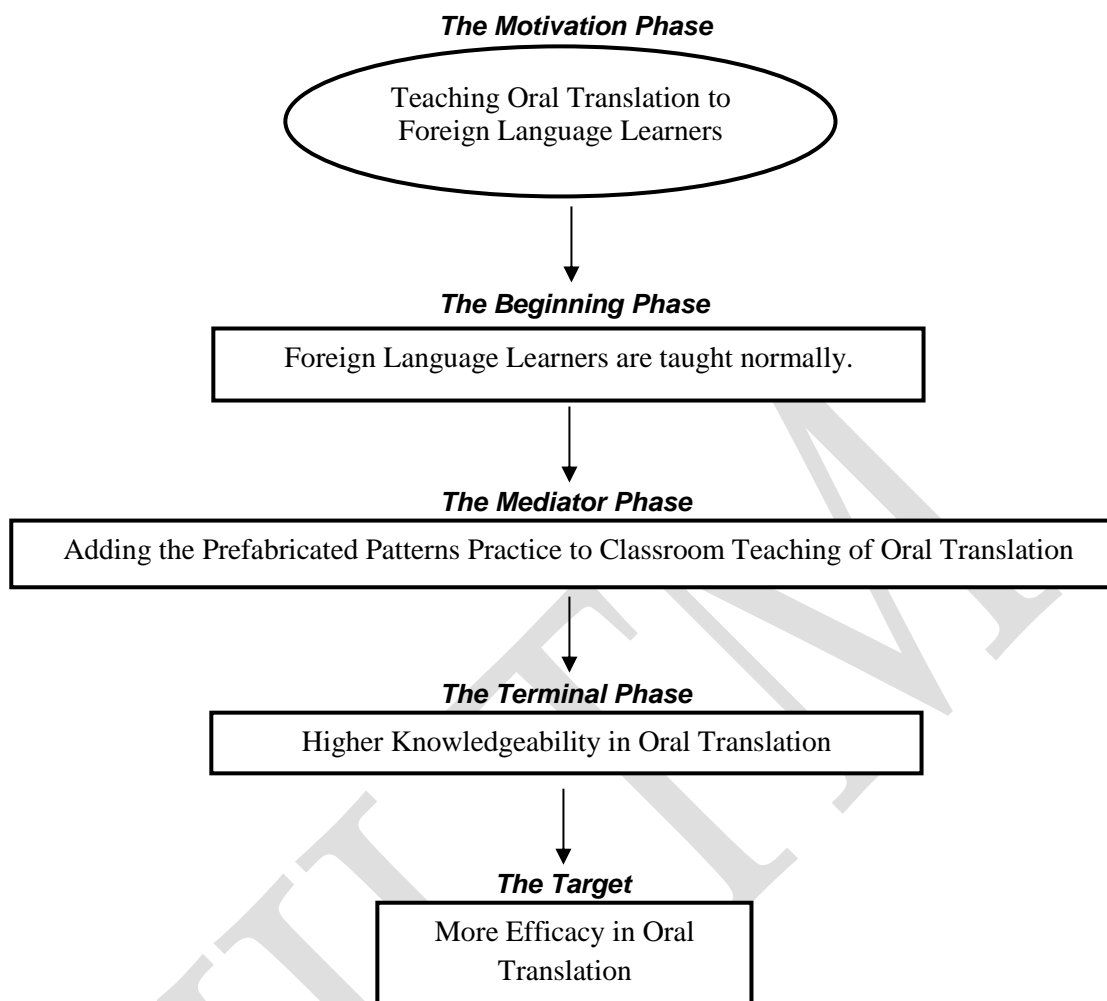 The Motivation Phase
Teaching Oral Translation to
Foreign Language Learners
The Beginning Phase
Foreign Language Learners are taught normally.
The Mediator Phase
Adding the Prefabricated Patterns Practice to Classroom Teaching of Oral Translation
The Terminal Phase
Higher Knowledgeability in Oral Translation
The Target
More Efficacy in Oral
Translation